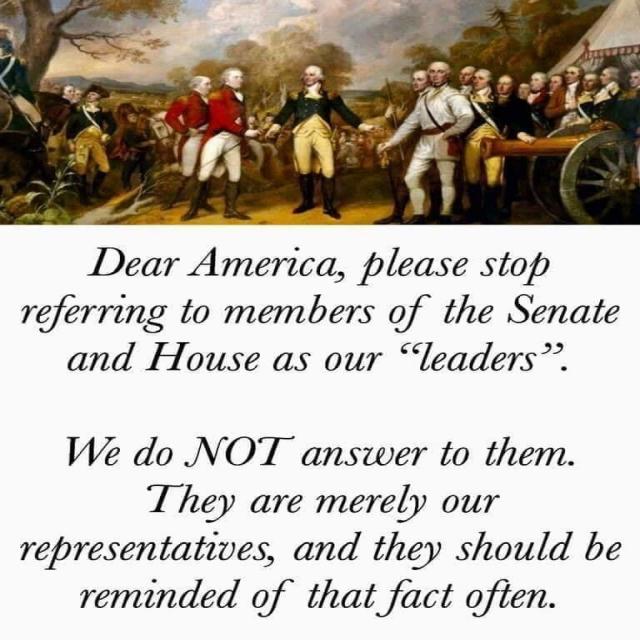 Dear America, please stop
referring to members of the Senate
and House as our “leaders”.
We do NOT answer to them.
They are merely our
representatives, and they should be
reminded of that fact often.